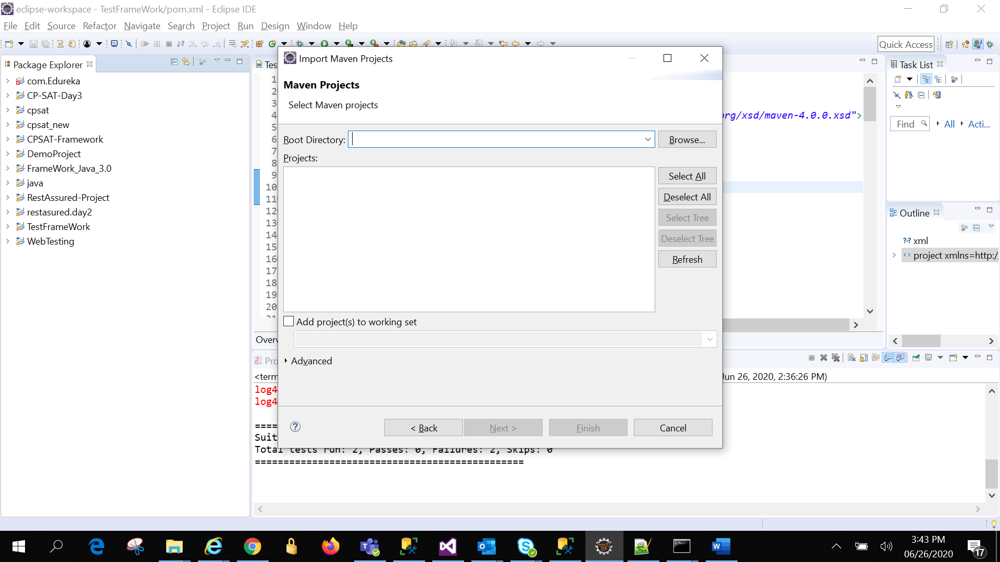 eclipse-workspace - TestFrameWork/pom.xml - Eclipse IDE
File Edit Source Refactor Navigate Search Project Run Design Window Help
Quick Access
Package Explorer
com.Edureka
CP-SAT-Day3
cpsat
cpsat_new
CPSAT-Framework
DemoProject
FrameWork_Java_3.0
java
RestAssured-Project
restasured.day2
TestFrameWork
WebTesting
Tes
1
2
3
4
5
6
7
8
9
10
11
12
13
14
15
16
17
18
19
20
org/xsd/maven-4.0.0.xsd">
Overv
Import Maven Projects
Maven Projects
Select Maven projects
Root Directory:
Browse...
Projects:
Select All
Deselect All
Select Tree
Deselect Tree
Refresh
Add project(s) to working set
Advanced
< Back
Next >
Finish
Cancel
Task List
Find
All
Acti...
Outline
xml
project xmlns=http:/
Pro
<term
Jun 26, 2020, 2:36:26 PM)
log4
log4
====
Suit
Total tests run: 2, Passes: 0, Failures: 2, Skips: 0
===============================================
3:43 PM
06/26/2020
17